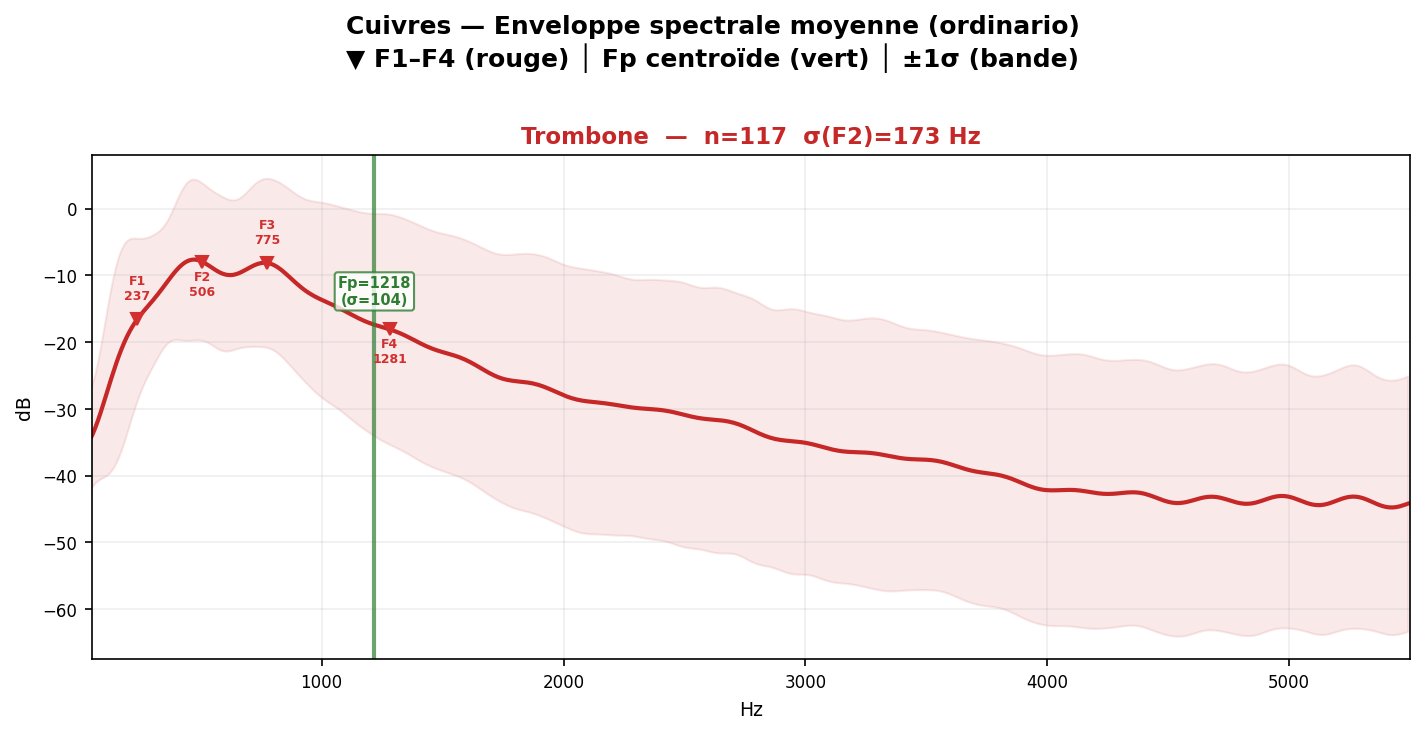 Cuivres — Enveloppe spectrale moyenne (ordinario)
▼ F1–F4 (rouge) │ Fp centroïde (vert) │ ±1σ (bande)
Trombone — n=117 σ(F2)=173 Hz
F1
237
F2
506
F3
775
Fp=1218
(σ=104)
F4
1281
dB
0
−10
−20
−30
−40
−50
−60
1000
2000
3000
4000
5000
Hz